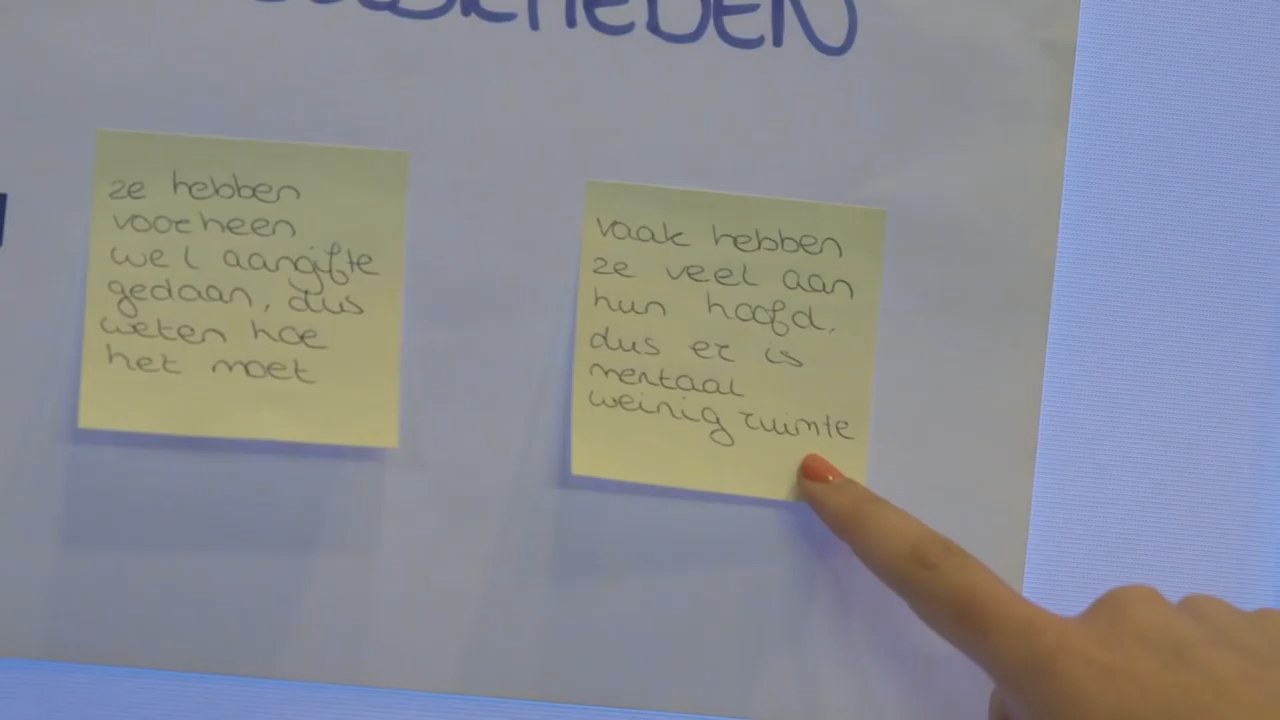 ze hebben
voorheen
wel aangifte
gedaan, dus
weten hoe
het moet
vaak hebben
ze veel aan
hun hoofd,
dus er is
mentaal
weinig ruimte